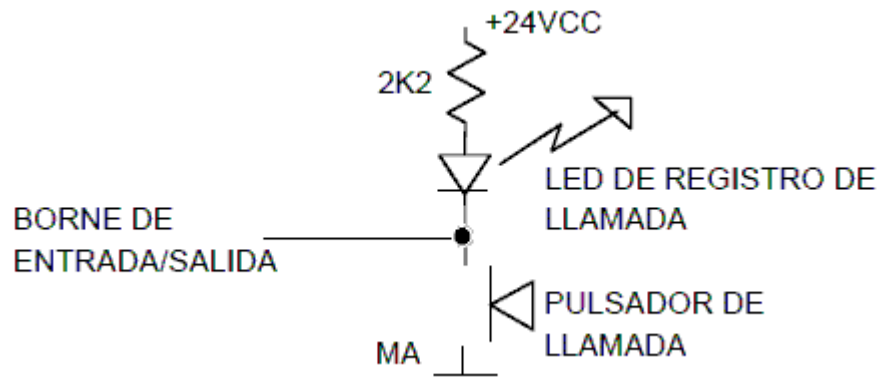 +24VCC
2K2
LED DE REGISTRO DE
LLAMADA
BORNE DE
ENTRADA/SALIDA
PULSADOR DE
LLAMADA
MA